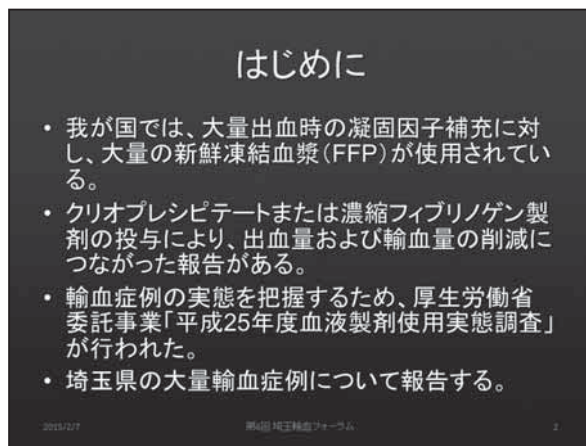 はじめに
• 我が国では、大量出血時の凝固因子補充に対
し、大量の新鮮凍結血漿(FFP)が使用されてい
る。
• クリオプレシピテートまたは濃縮フィブリノゲン製
剤の投与により、出血量および輸血量の削減に
つながった報告がある。
• 輸血症例の実態を把握するため、厚生労働省
委託事業「平成25年度血液製剤使用実態調査」
が行われた。
• 埼玉県の大量輸血症例について報告する。
2015/2/7
第4回 埼玉輸血フォーラム
2